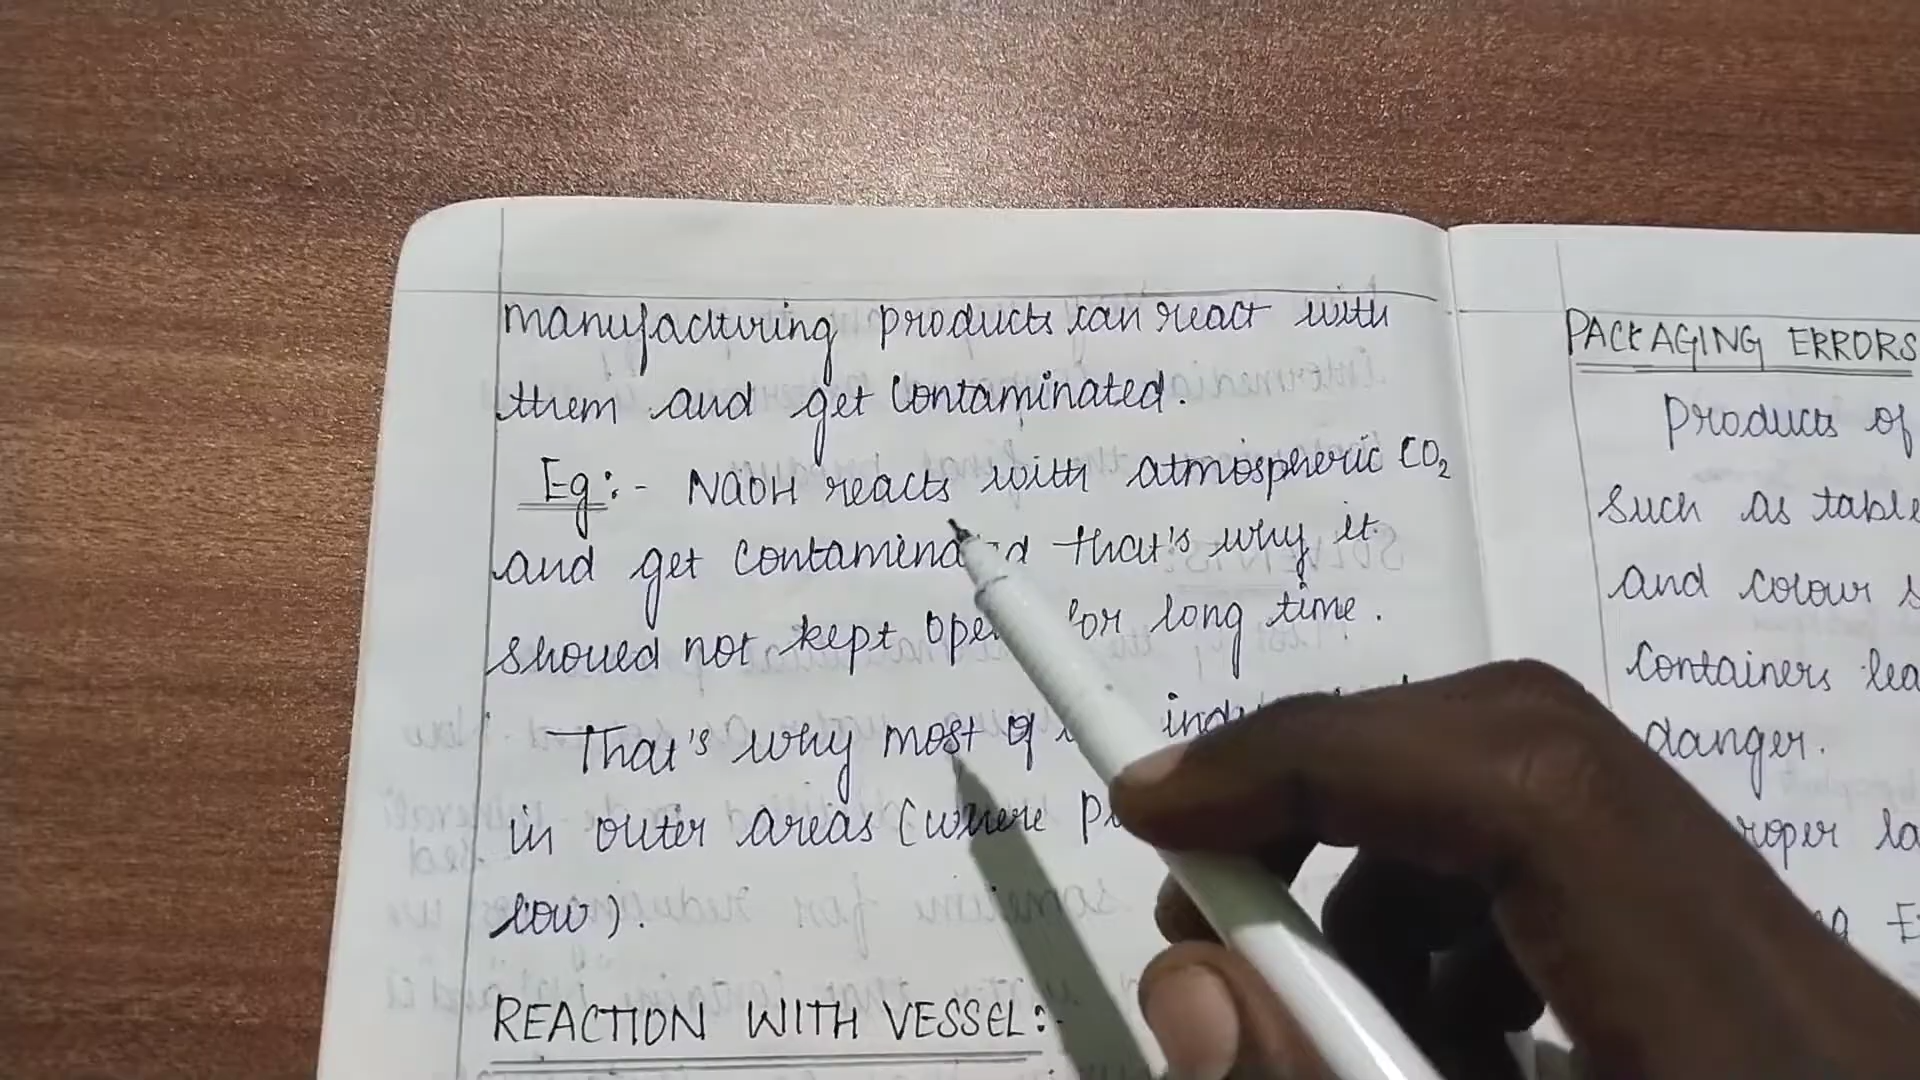 manufacturing products can react with
them and get contaminated.
Eg:- NaOH reacts with atmospheric CO₂
and get that's why it
should not kept for long time.
That's why most of
in outer areas (where
low).
REACTION WITH VESSEL:-
PACKAGING ERRORS
Products of
such as
and colour
containers
danger.